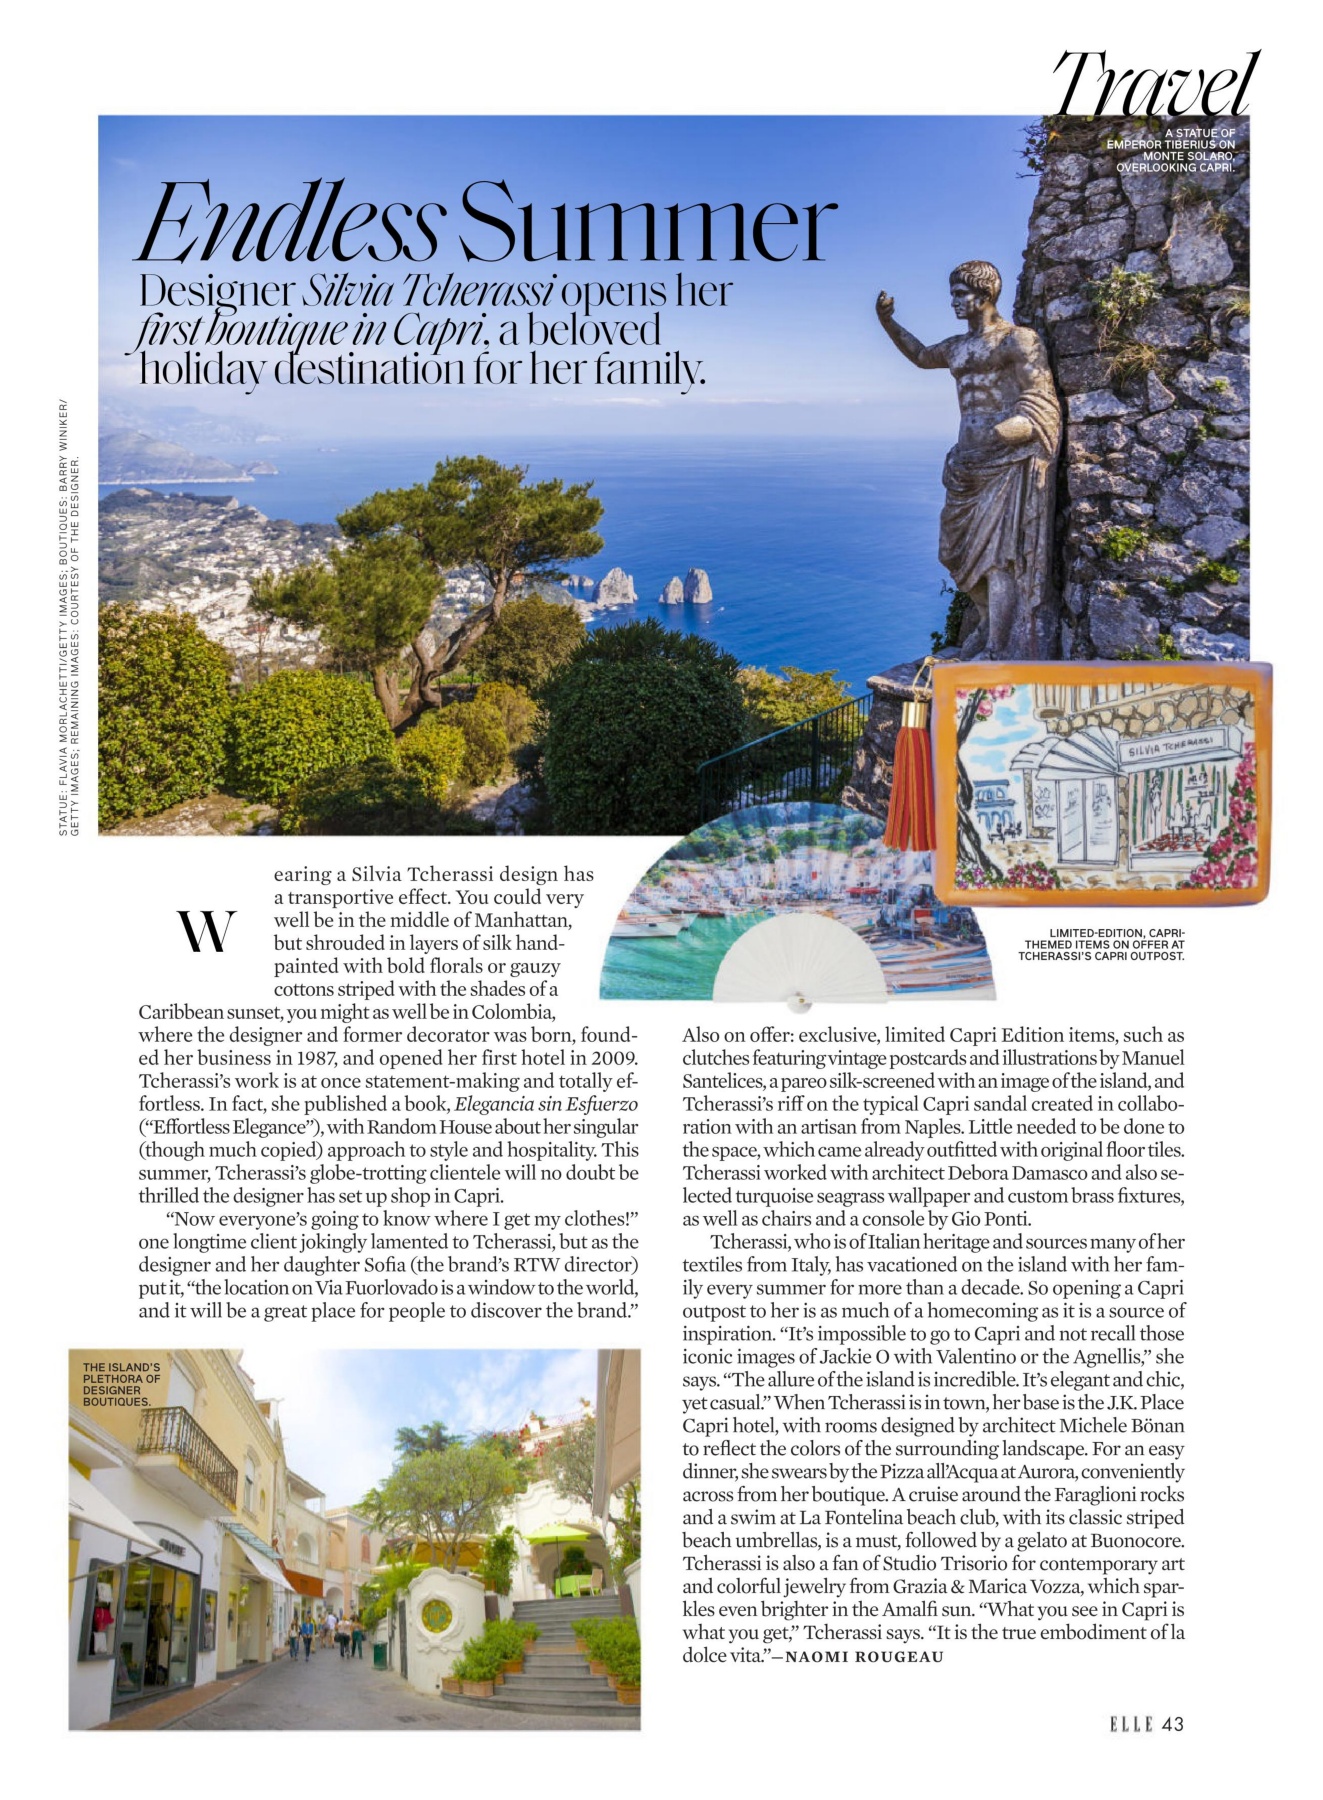 Travel
A STATUE OF
EMPEROR TIBERIUS ON
MONTE SOLARO,
OVERLOOKING CAPRI.
Endless Summer
Designer Silvia Tcherassi opens her
first boutique in Capri, a beloved
holiday destination for her family.
STATUE: FLAVIA MORLACHETTI/GETTY IMAGES; BOUTIQUES: BARRY WINIKER/
GETTY IMAGES; REMAINING IMAGES: COURTESY OF THE DESIGNER.
SILVIA TCHERASSI
LIMITED-EDITION, CAPRI-
THEMED ITEMS ON OFFER AT
TCHERASSI'S CAPRI OUTPOST.
Wearing a Silvia Tcherassi design has
a transportive effect. You could very
well be in the middle of Manhattan,
but shrouded in layers of silk hand-
painted with bold florals or gauzy
cottons striped with the shades of a
Caribbean sunset, you might as well be in Colombia,
where the designer and former decorator was born, found-
ed her business in 1987, and opened her first hotel in 2009.
Tcherassi's work is at once statement-making and totally ef-
fortless. In fact, she published a book, Elegancia sin Esfuerzo
("Effortless Elegance"), with Random House about her singular
(though much copied) approach to style and hospitality. This
summer, Tcherassi's globe-trotting clientele will no doubt be
thrilled the designer has set up shop in Capri.
"Now everyone's going to know where I get my clothes!"
one longtime client jokingly lamented to Tcherassi, but as the
designer and her daughter Sofia (the brand's RTW director)
put it, "the location on Via Fuorlovado is a window to the world,
and it will be a great place for people to discover the brand."
THE ISLAND'S
PLETHORA OF
DESIGNER
BOUTIQUES.
Also on offer: exclusive, limited Capri Edition items, such as
clutches featuring vintage postcards and illustrations by Manuel
Santelices, a pareo silk-screened with an image of the island, and
Tcherassi's riff on the typical Capri sandal created in collabo-
ration with an artisan from Naples. Little needed to be done to
the space, which came already outfitted with original floor tiles.
Tcherassi worked with architect Debora Damasco and also se-
lected turquoise seagrass wallpaper and custom brass fixtures,
as well as chairs and a console by Gio Ponti.
Tcherassi, who is of Italian heritage and sources many of her
textiles from Italy, has vacationed on the island with her fam-
ily every summer for more than a decade. So opening a Capri
outpost to her is as much of a homecoming as it is a source of
inspiration. "It's impossible to go to Capri and not recall those
iconic images of Jackie O with Valentino or the Agnellis," she
says. "The allure of the island is incredible. It's elegant and chic,
yet casual." When Tcherassi is in town, her base is the J.K. Place
Capri hotel, with rooms designed by architect Michele Bönan
to reflect the colors of the surrounding landscape. For an easy
dinner, she swears by the Pizza all'Acqua at Aurora, conveniently
across from her boutique. A cruise around the Faraglioni rocks
and a swim at La Fontelina beach club, with its classic striped
beach umbrellas, is a must, followed by a gelato at Buonocore.
Tcherassi is also a fan of Studio Trisorio for contemporary art
and colorful jewelry from Grazia & Marica Vozza, which spar-
kles even brighter in the Amalfi sun. "What you see in Capri is
what you get," Tcherassi says. "It is the true embodiment of la
dolce vita."—NAOMI ROUGEAU
ELLE 43